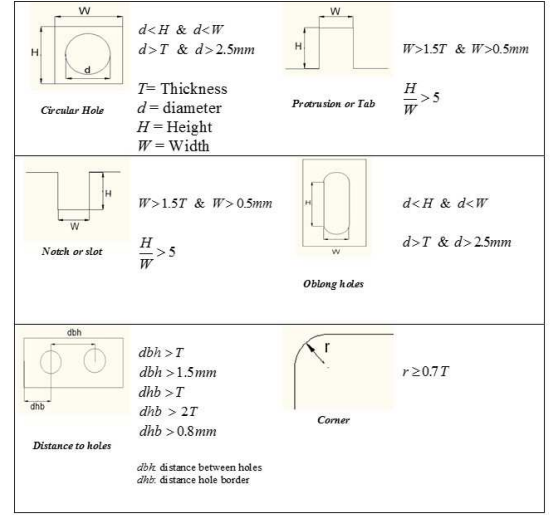 W
H
d
Circular Hole
d<H & d<W
d>T & d>2.5mm
T= Thickness
d = diameter
H = Height
W = Width
W
H
Protrusion or Tab
W>1.5T & W>0.5mm
H/W >5
H
W
Notch or slot
W>1.5T & W>0.5mm
H/W >5
H
W
Oblong holes
d<H & d<W
d>T & d>2.5mm
dbh
dhb
Distance to holes
dbh >T
dbh >1.5mm
dhb >T
dhb > 2T
dhb >0.8mm
dbh: distance between holes
dhb: distance hole border
r
Corner
r≥0.7T